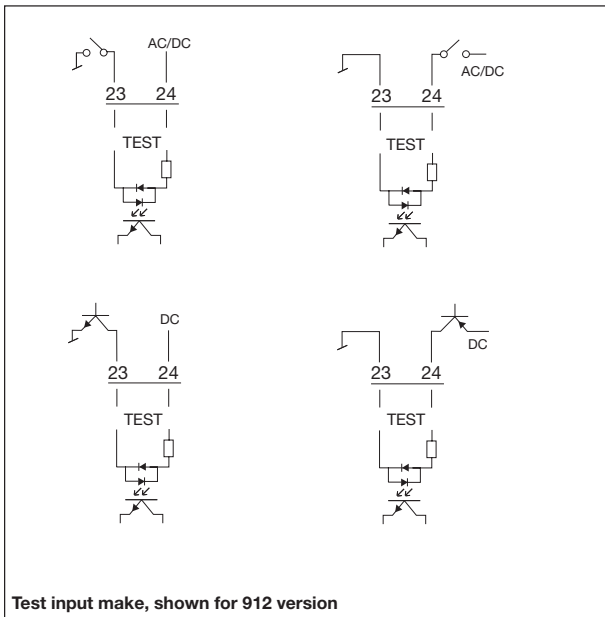 AC/DC
23 24
TEST
AC/DC
23 24
TEST
DC
23 24
TEST
DC
23 24
TEST
Test input make, shown for 912 version